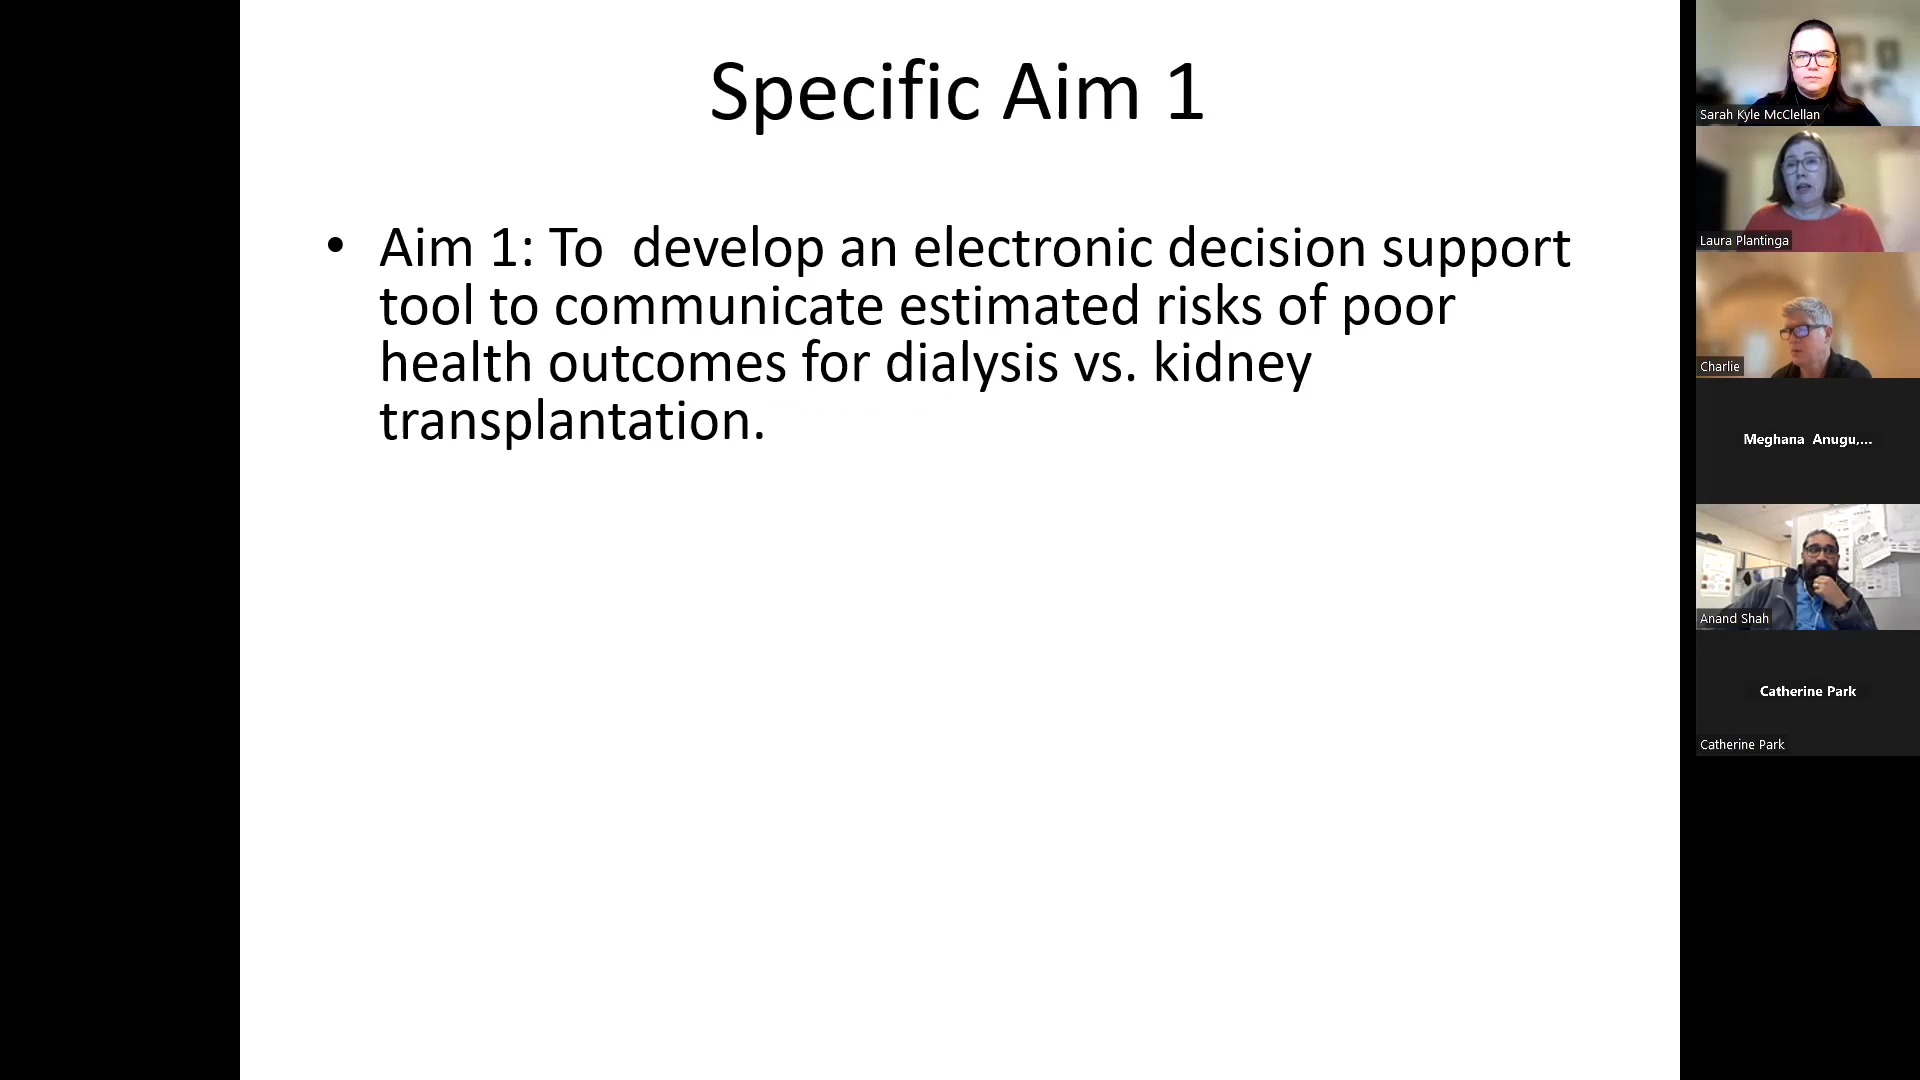 Specific Aim 1
• Aim 1: To  develop an electronic decision support
tool to communicate estimated risks of poor
health outcomes for dialysis vs. kidney
transplantation.
Sarah Kyle McClellan
Laura Plantinga
Charlie
Meghana  Anugu,...
Anand Shah
Catherine Park
Catherine Park